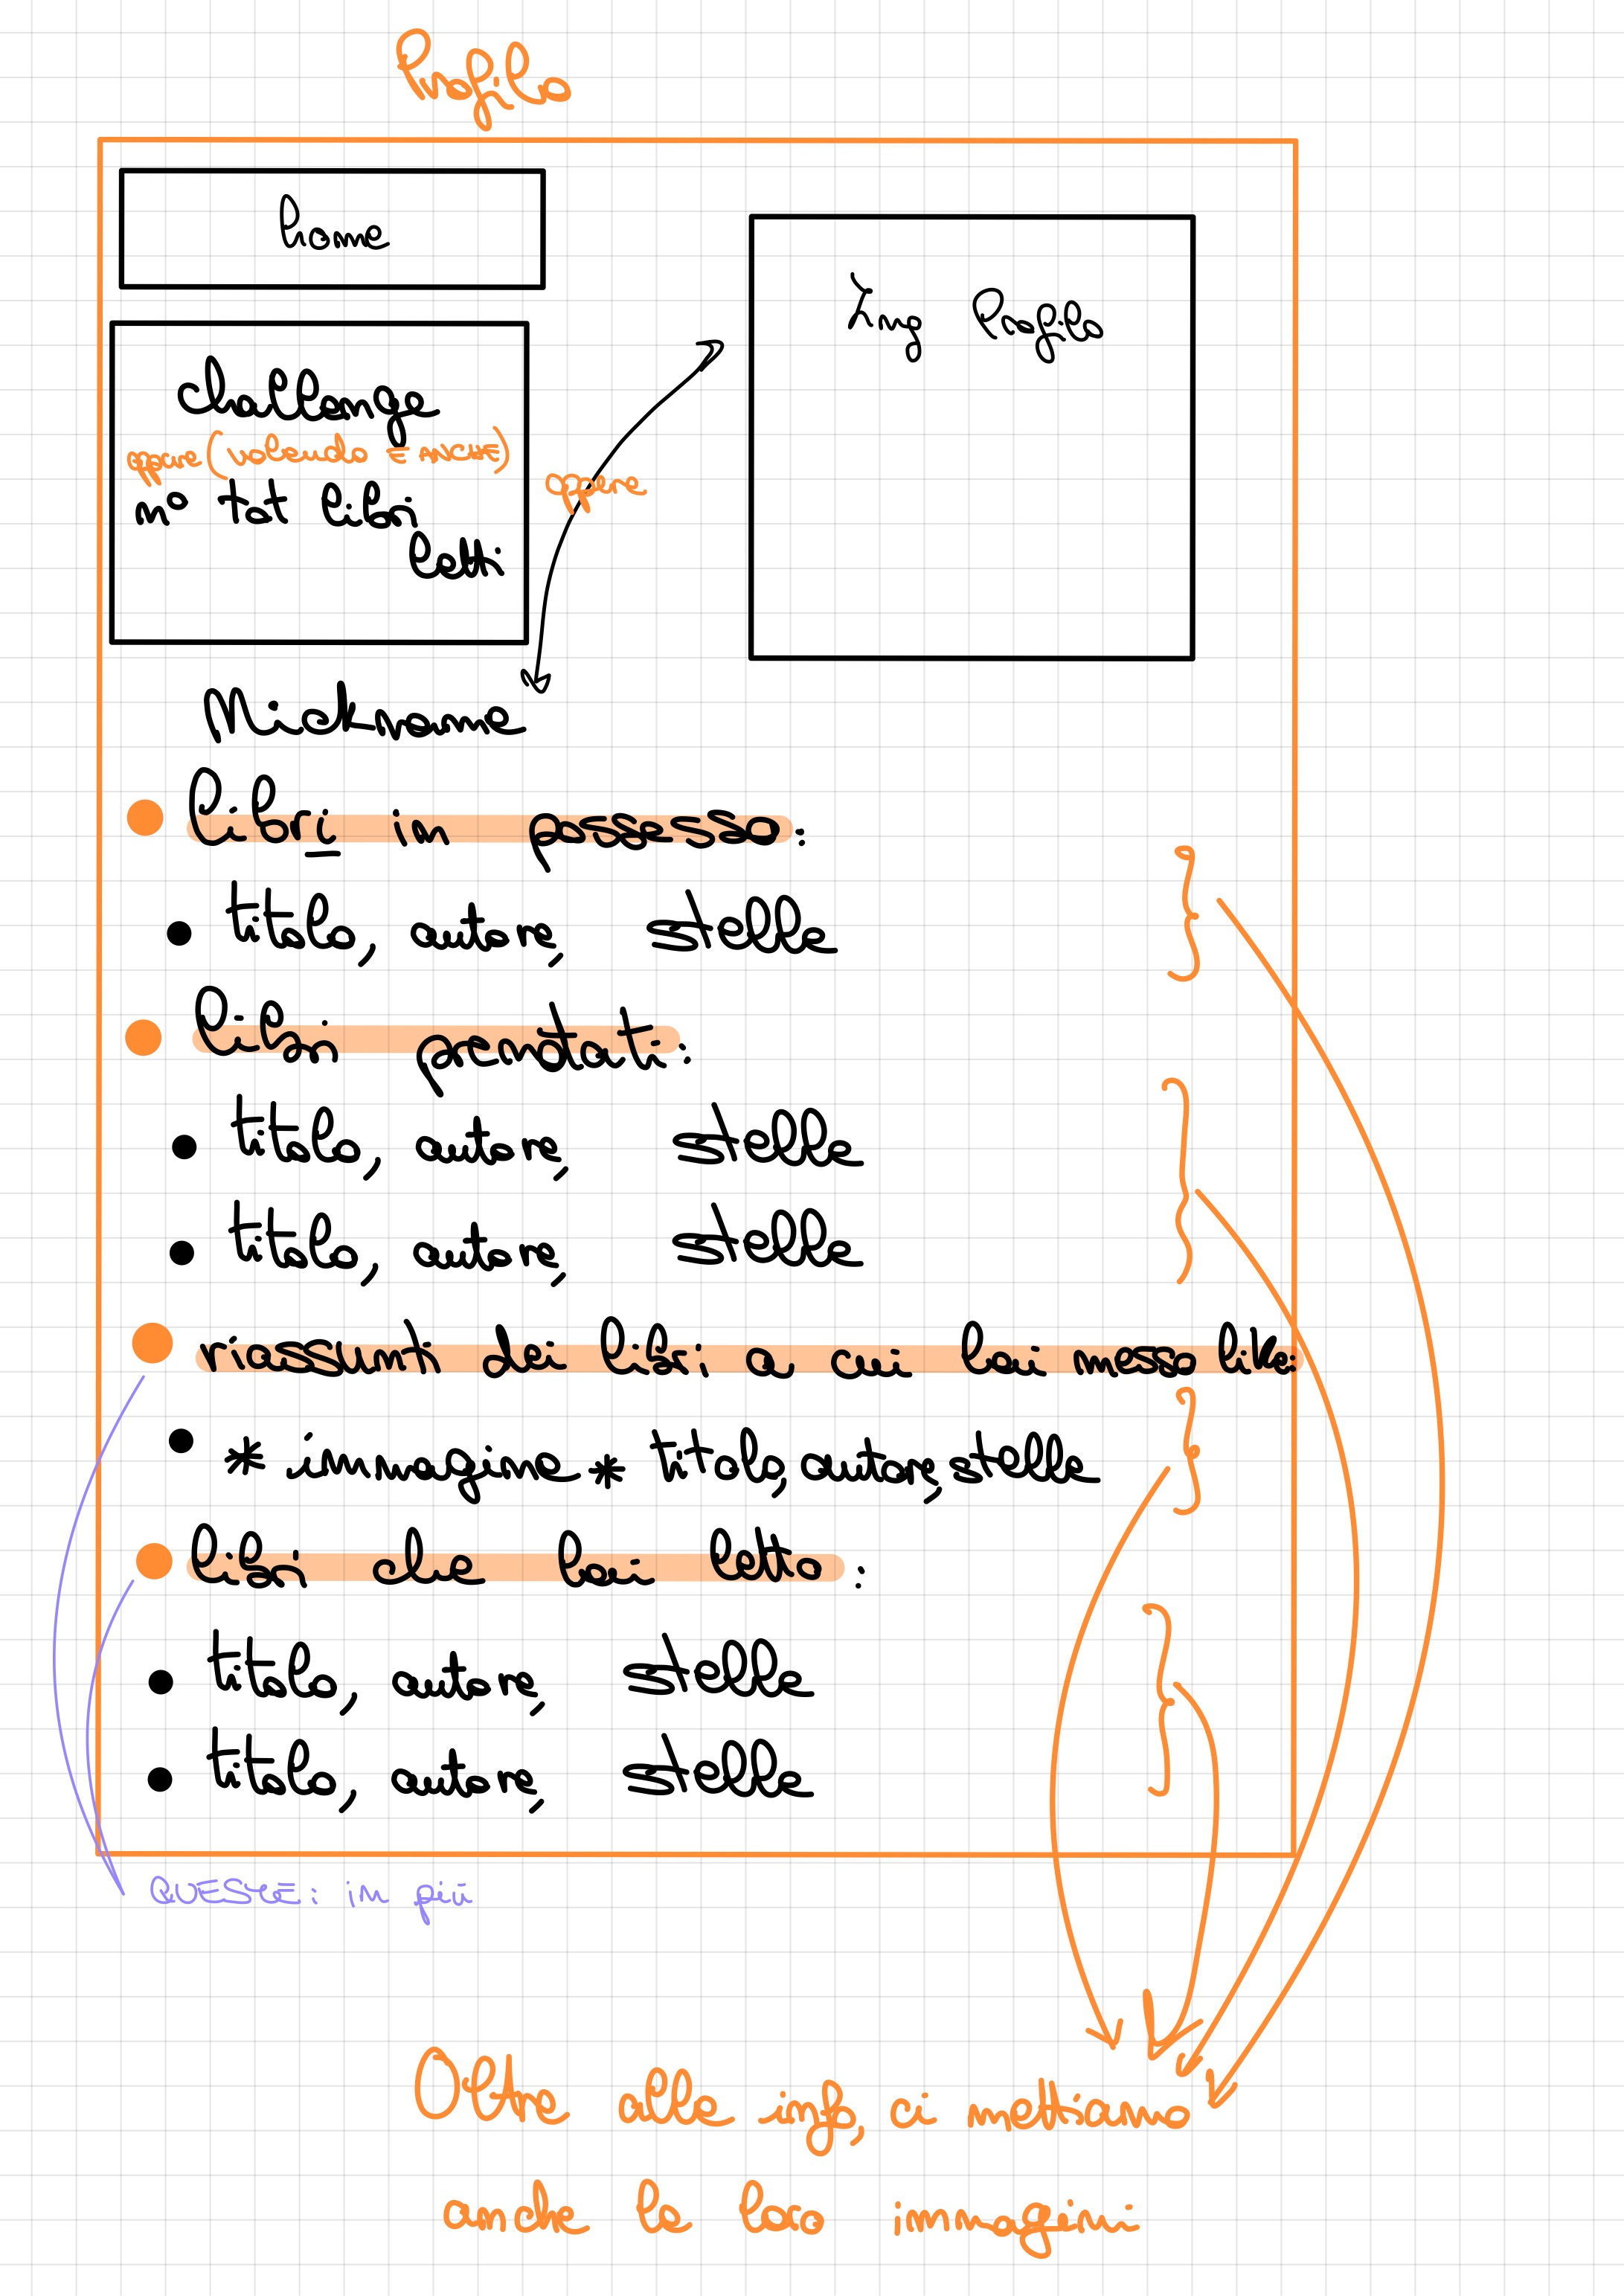 Profilo
home
Img Profilo
challenge
oppure (volendo E ANCHE)
n° tot libri
letti
oppure
Nickname
libri in possesso:
• titolo, autore, stelle
libri prenotati:
• titolo, autore, stelle
• titolo, autore, stelle
riassunti dei libri a cui hai messo like:
• * immagine * titolo, autore, stelle
libri che hai letto:
• titolo, autore, stelle
• titolo, autore, stelle
QUESTE: in più
Oltre alle info, ci mettiamo
anche le loro immagini